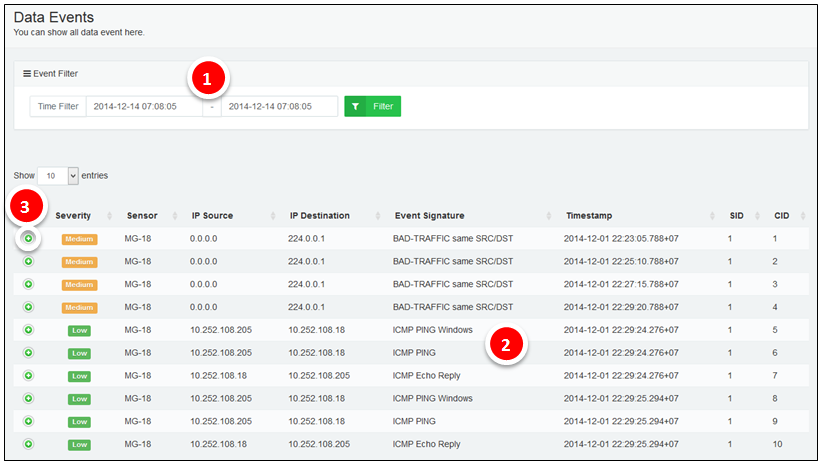 Data Events
You can show all data event here.
Event Filter
1
Time Filter 2014-12-14 07:08:05 - 2014-12-14 07:08:05 Filter
Show 10 entries
3
Severity Sensor IP Source IP Destination Event Signature Timestamp SID CID
Medium MG-18 0.0.0.0 224.0.0.1 BAD-TRAFFIC same SRC/DST 2014-12-01 22:23:05.788+07 1 1
Medium MG-18 0.0.0.0 224.0.0.1 BAD-TRAFFIC same SRC/DST 2014-12-01 22:25:10.788+07 1 2
Medium MG-18 0.0.0.0 224.0.0.1 BAD-TRAFFIC same SRC/DST 2014-12-01 22:27:15.788+07 1 3
Medium MG-18 0.0.0.0 224.0.0.1 BAD-TRAFFIC same SRC/DST 2014-12-01 22:29:20.788+07 1 4
Low MG-18 10.252.108.205 10.252.108.18 ICMP PING Windows 2014-12-01 22:29:24.276+07 1 5
2
Low MG-18 10.252.108.205 10.252.108.18 ICMP PING 2014-12-01 22:29:24.276+07 1 6
Low MG-18 10.252.108.18 10.252.108.205 ICMP Echo Reply 2014-12-01 22:29:24.276+07 1 7
Low MG-18 10.252.108.205 10.252.108.18 ICMP PING Windows 2014-12-01 22:29:25.294+07 1 8
Low MG-18 10.252.108.205 10.252.108.18 ICMP PING 2014-12-01 22:29:25.294+07 1 9
Low MG-18 10.252.108.18 10.252.108.205 ICMP Echo Reply 2014-12-01 22:29:25.294+07 1 10